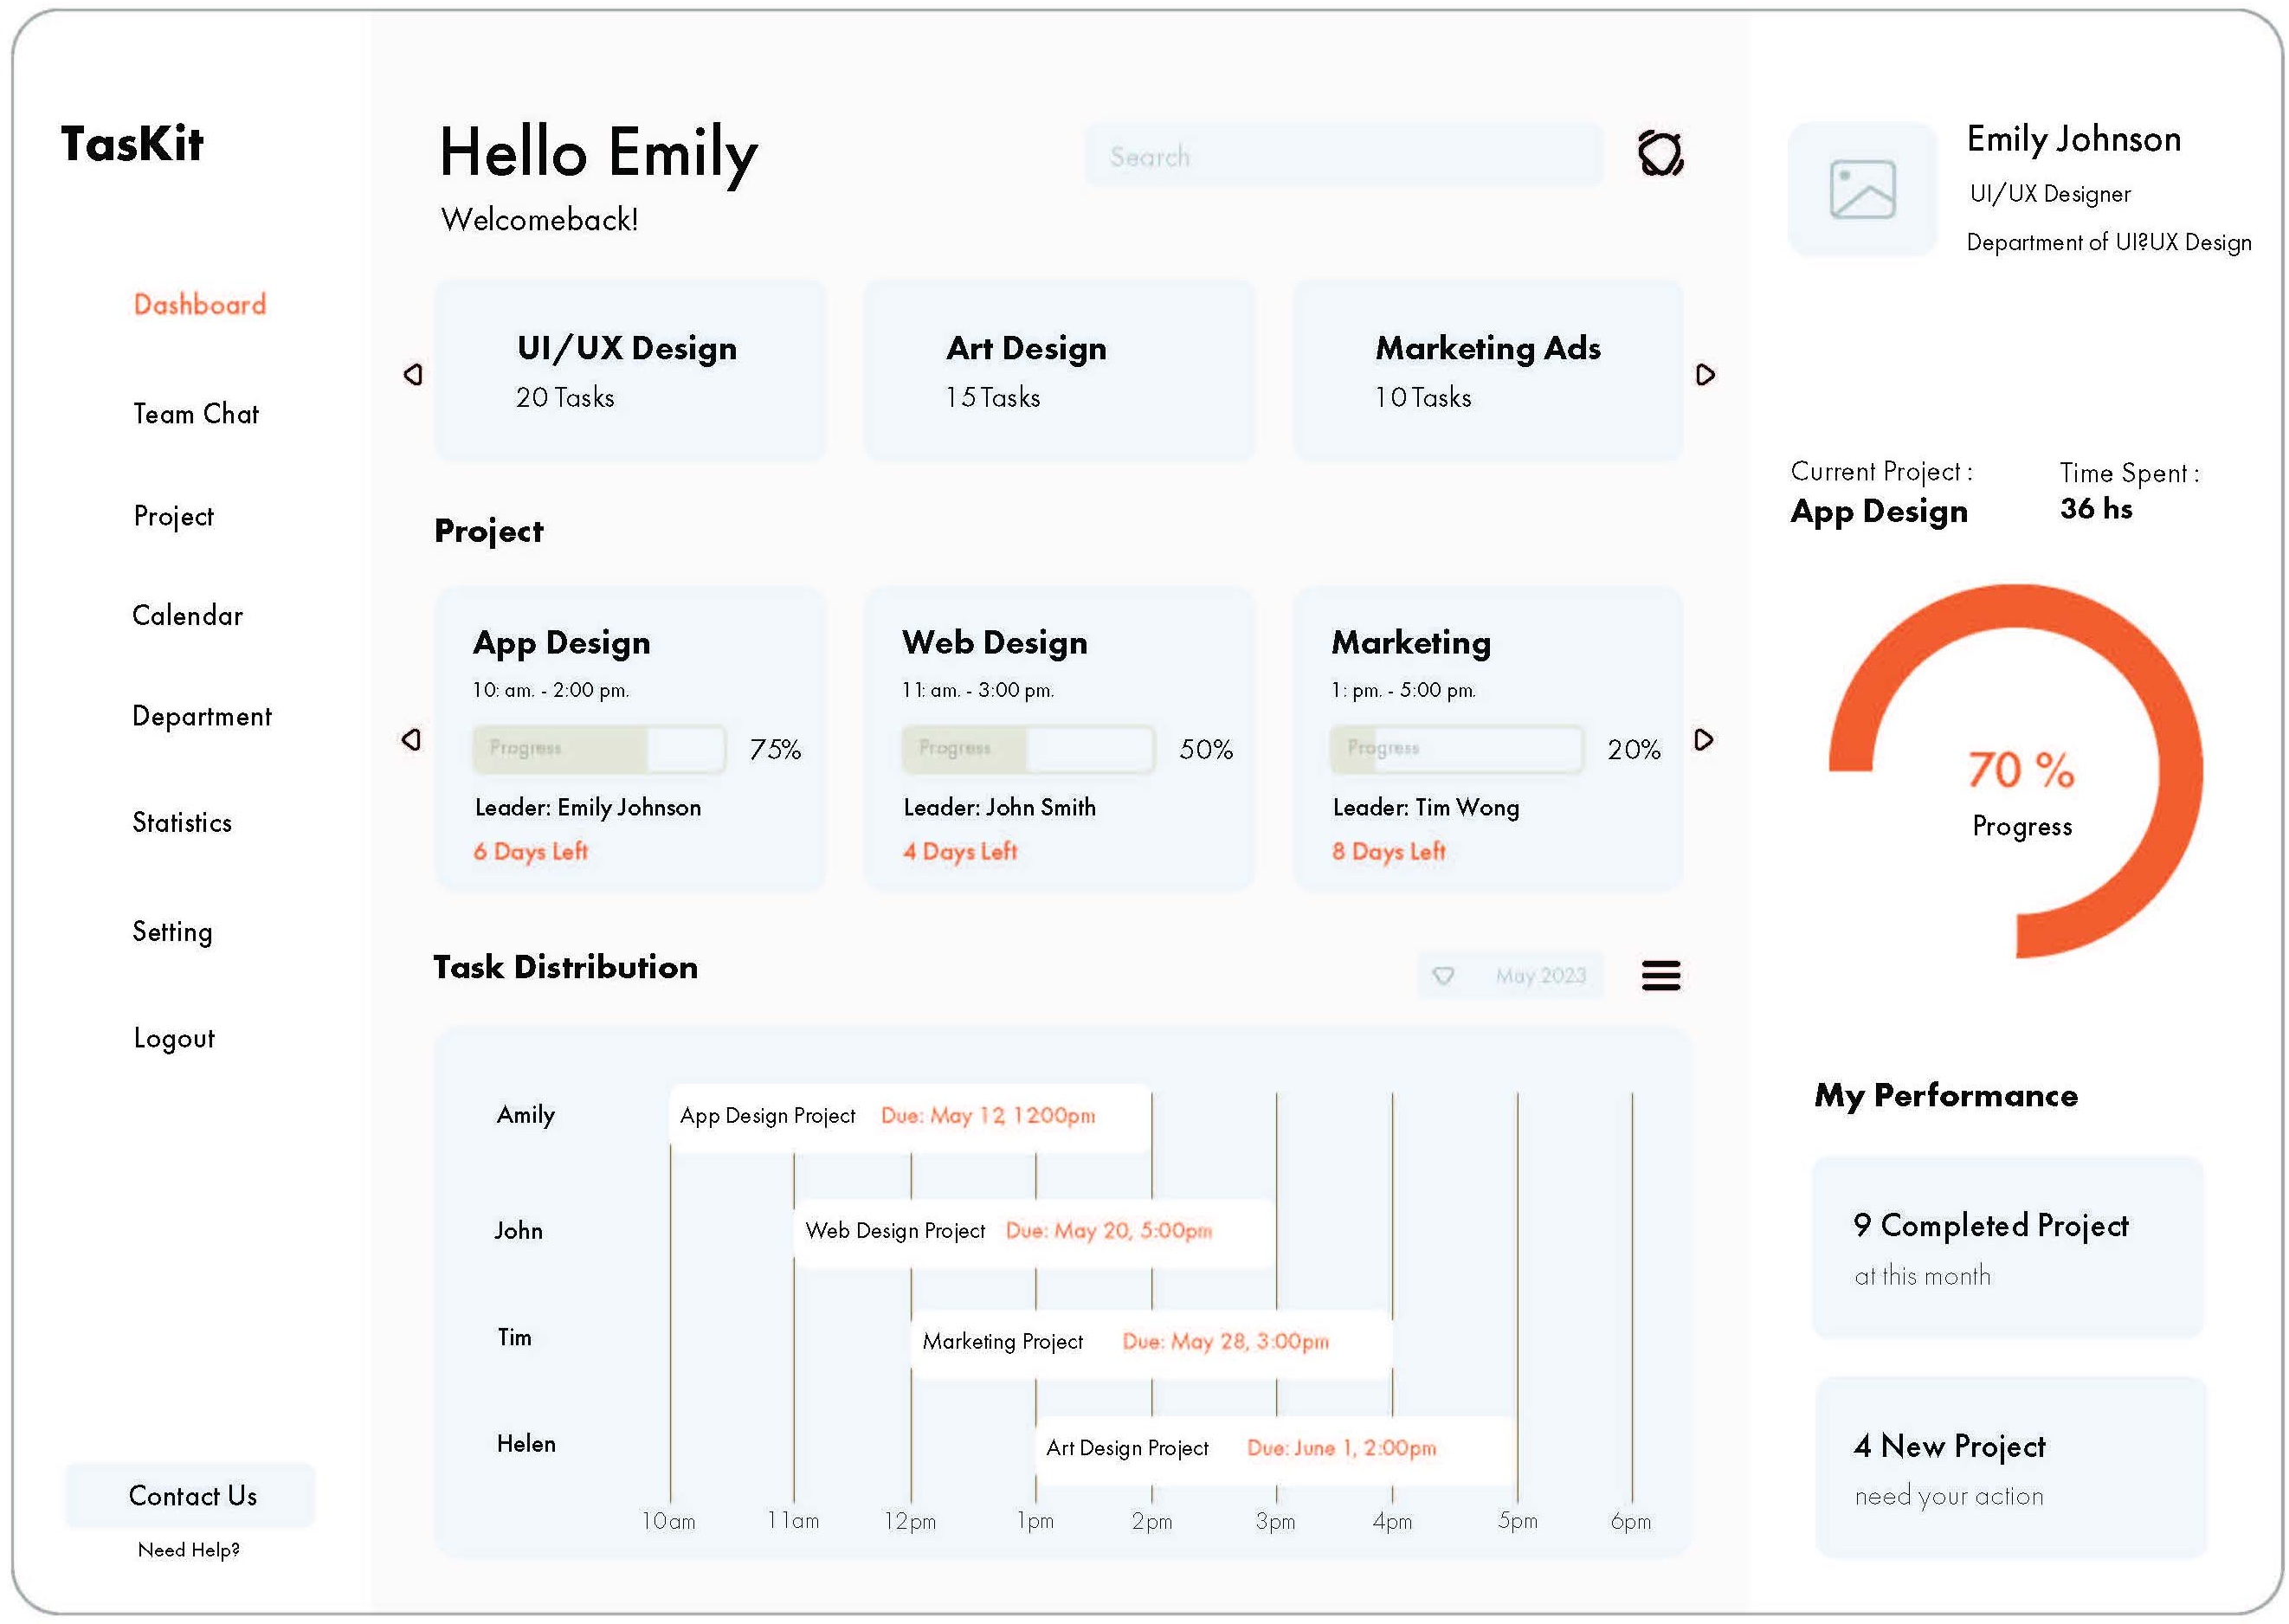 TasKit
Dashboard
Team Chat
Project
Calendar
Department
Statistics
Setting
Logout
Contact Us
Need Help?
Hello Emily
Welcomeback!
Search
UI/UX Design
20 Tasks
Art Design
15 Tasks
Marketing Ads
10 Tasks
Project
App Design
10: am. - 2:00 pm.
Progress
75%
Leader: Emily Johnson
6 Days Left
Web Design
11: am. - 3:00 pm.
Progress
50%
Leader: John Smith
4 Days Left
Marketing
1: pm. - 5:00 pm.
Progress
20%
Leader: Tim Wong
8 Days Left
Task Distribution
May 2023
Amily
App Design Project Due: May 12, 1200pm
John
Web Design Project Due: May 20, 5:00pm
Tim
Marketing Project Due: May 28, 3:00pm
Helen
Art Design Project Due: June 1, 2:00pm
10am 11am 12pm 1pm 2pm 3pm 4pm 5pm 6pm
Emily Johnson
UI/UX Designer
Department of UI?UX Design
Current Project :
App Design
Time Spent :
36 hs
70 %
Progress
My Performance
9 Completed Project
at this month
4 New Project
need your action